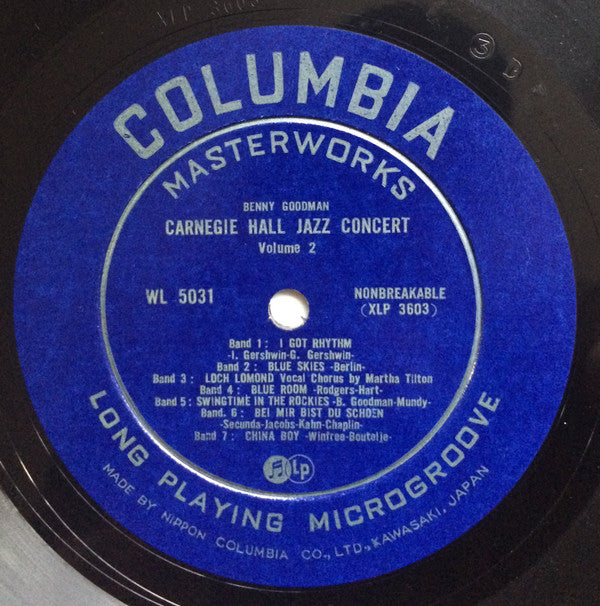 XLP 3603
3 B
COLUMBIA
MASTERWORKS
BENNY GOODMAN
CARNEGIE HALL JAZZ CONCERT
Volume 2
WL 5031
NONBREAKABLE
(XLP 3603)
Band 1: I GOT RHYTHM
-I. Gershwin-G. Gershwin-
Band 2: BLUE SKIES -Berlin-
Band 3: LOCH LOMOND Vocal Chorus by Martha Tilton
Band 4: BLUE ROOM -Rodgers-Hart-
Band 5: SWINGTIME IN THE ROCKIES -B. Goodman-Mundy-
Band. 6: BEI MIR BIST DU SCHOEN
-Secunda-Jacobs-Kahn-Chaplin-
Band 7: CHINA BOY -Winfree-Boutelje-
Lp
LONG PLAYING MICROGROOVE
MADE BY NIPPON COLUMBIA CO., LTD., KAWASAKI, JAPAN